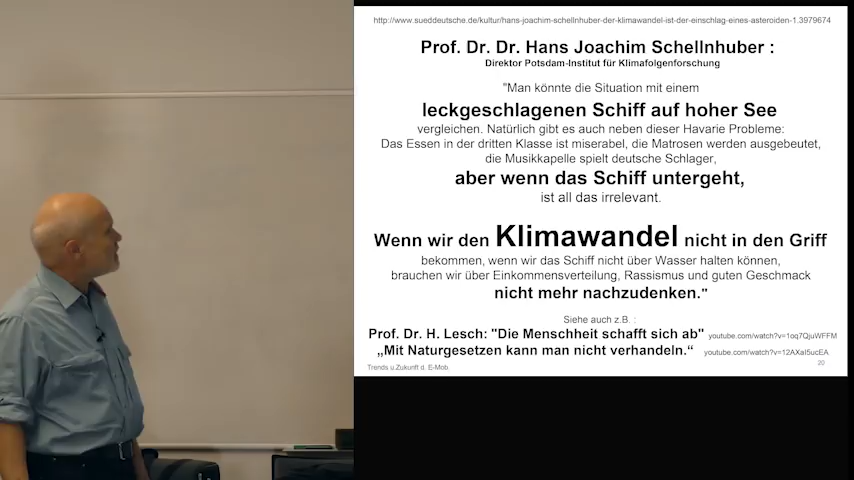 http://www.sueddeutsche.de/kultur/hans-joachim-schellnhuber-der-klimawandel-ist-der-einschlag-eines-asteroiden-1.3979674
Prof. Dr. Dr. Hans Joachim Schellnhuber :
Direktor Potsdam-Institut für Klimafolgenforschung
"Man könnte die Situation mit einem
leckgeschlagenen Schiff auf hoher See
vergleichen. Natürlich gibt es auch neben dieser Havarie Probleme:
Das Essen in der dritten Klasse ist miserabel, die Matrosen werden ausgebeutet,
die Musikkapelle spielt deutsche Schlager,
aber wenn das Schiff untergeht,
ist all das irrelevant.
Wenn wir den Klimawandel nicht in den Griff
bekommen, wenn wir das Schiff nicht über Wasser halten können,
brauchen wir über Einkommensverteilung, Rassismus und guten Geschmack
nicht mehr nachzudenken."
Siehe auch z.B. :
Prof. Dr. H. Lesch: "Die Menschheit schafft sich ab" youtube.com/watch?v=1oq7QjuWFFM
„Mit Naturgesetzen kann man nicht verhandeln.“ youtube.com/watch?v=12AXaI5ucEA
20
Trends u.Zukunft d. E-Mob.